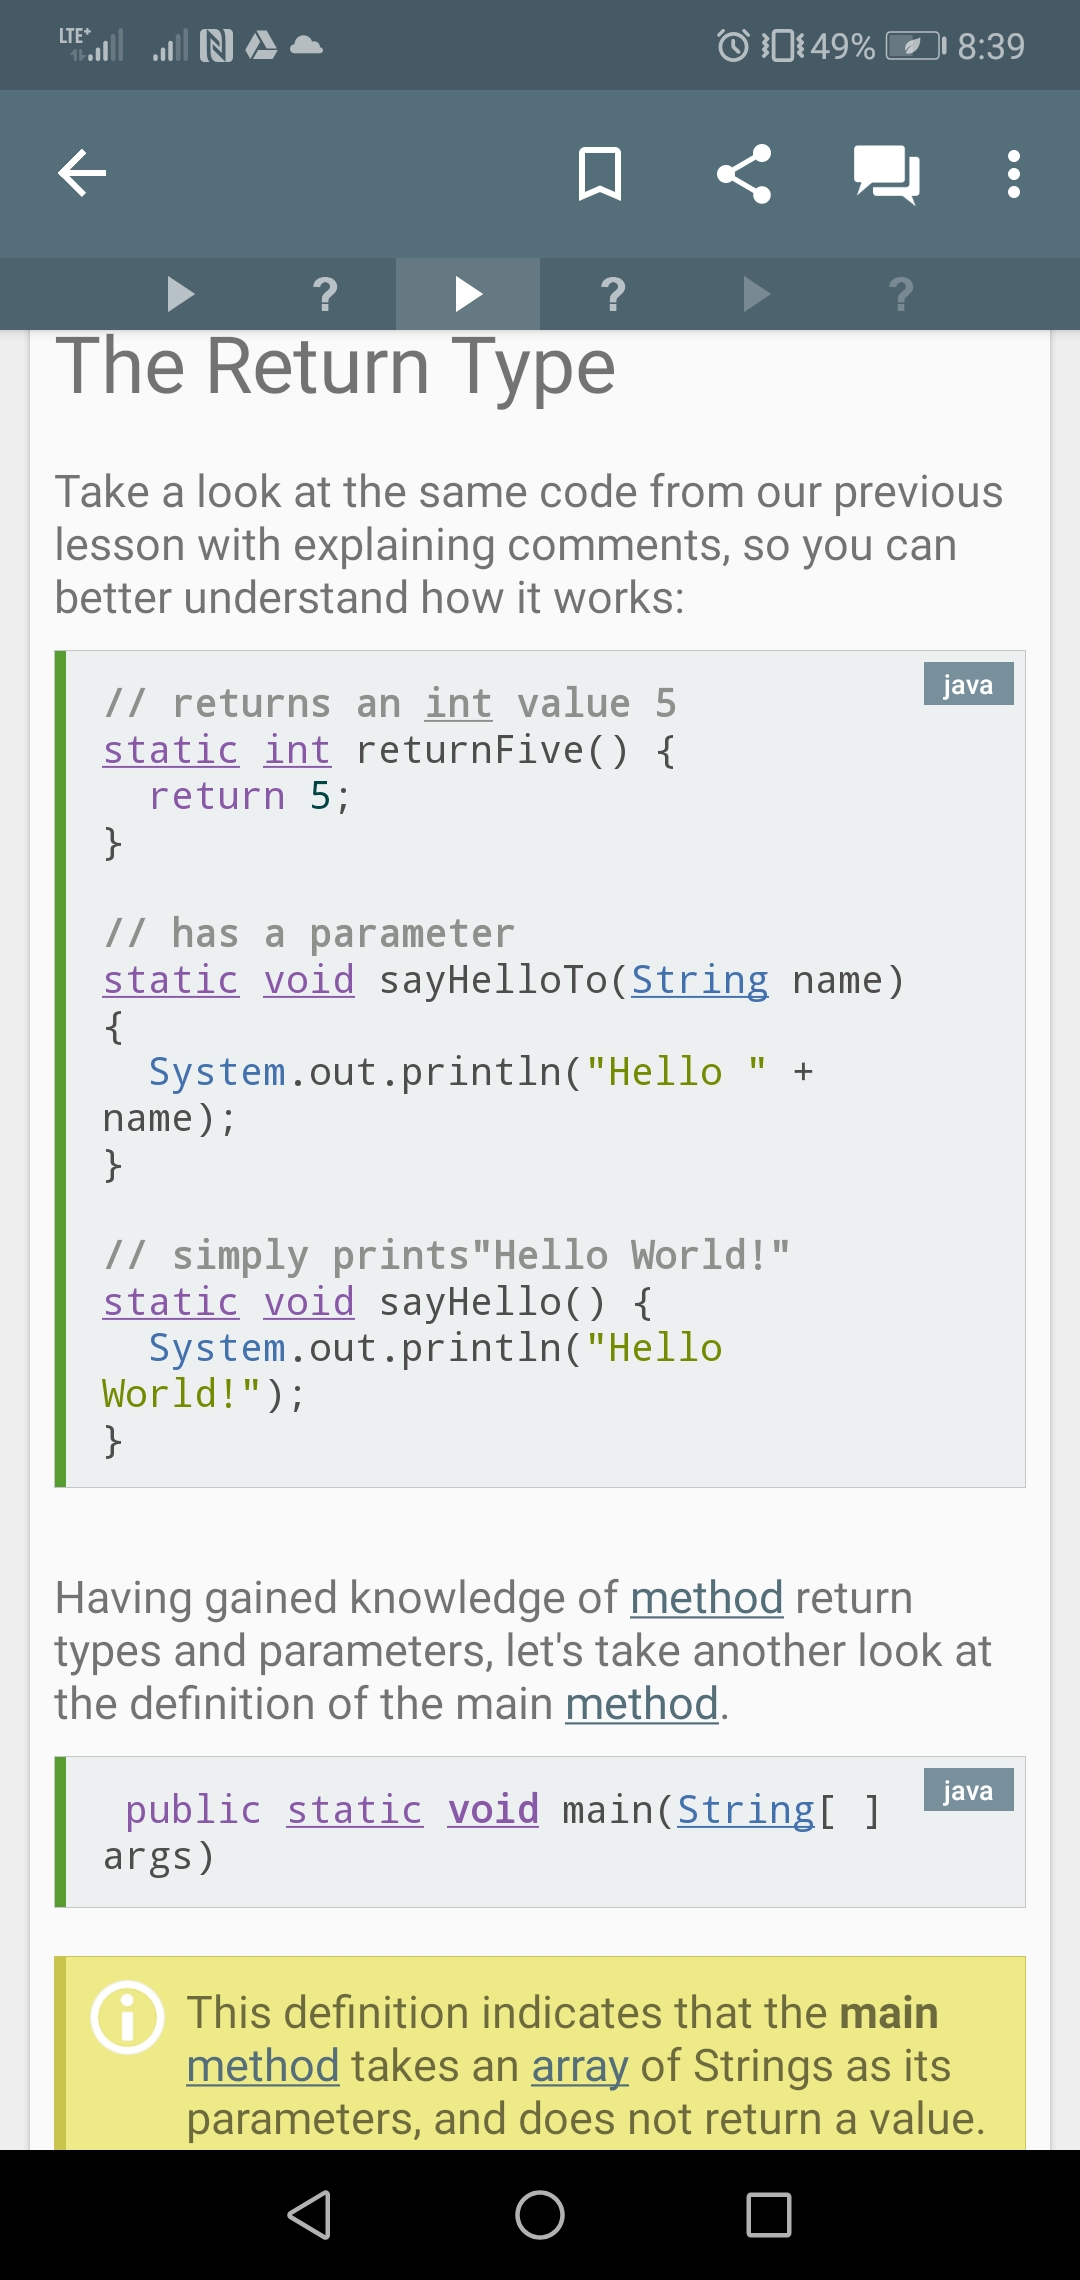 LTE+
49%
8:39
?
?
?
The Return Type
Take a look at the same code from our previous
lesson with explaining comments, so you can
better understand how it works:
java
// returns an int value 5
static int returnFive() {
  return 5;
}
// has a parameter
static void sayHelloTo(String name)
{
  System.out.println("Hello " +
name);
}
// simply prints"Hello World!"
static void sayHello() {
  System.out.println("Hello
World!");
}
Having gained knowledge of method return
types and parameters, let's take another look at
the definition of the main method.
java
 public static void main(String[ ]
args)
This definition indicates that the main
method takes an array of Strings as its
parameters, and does not return a value.